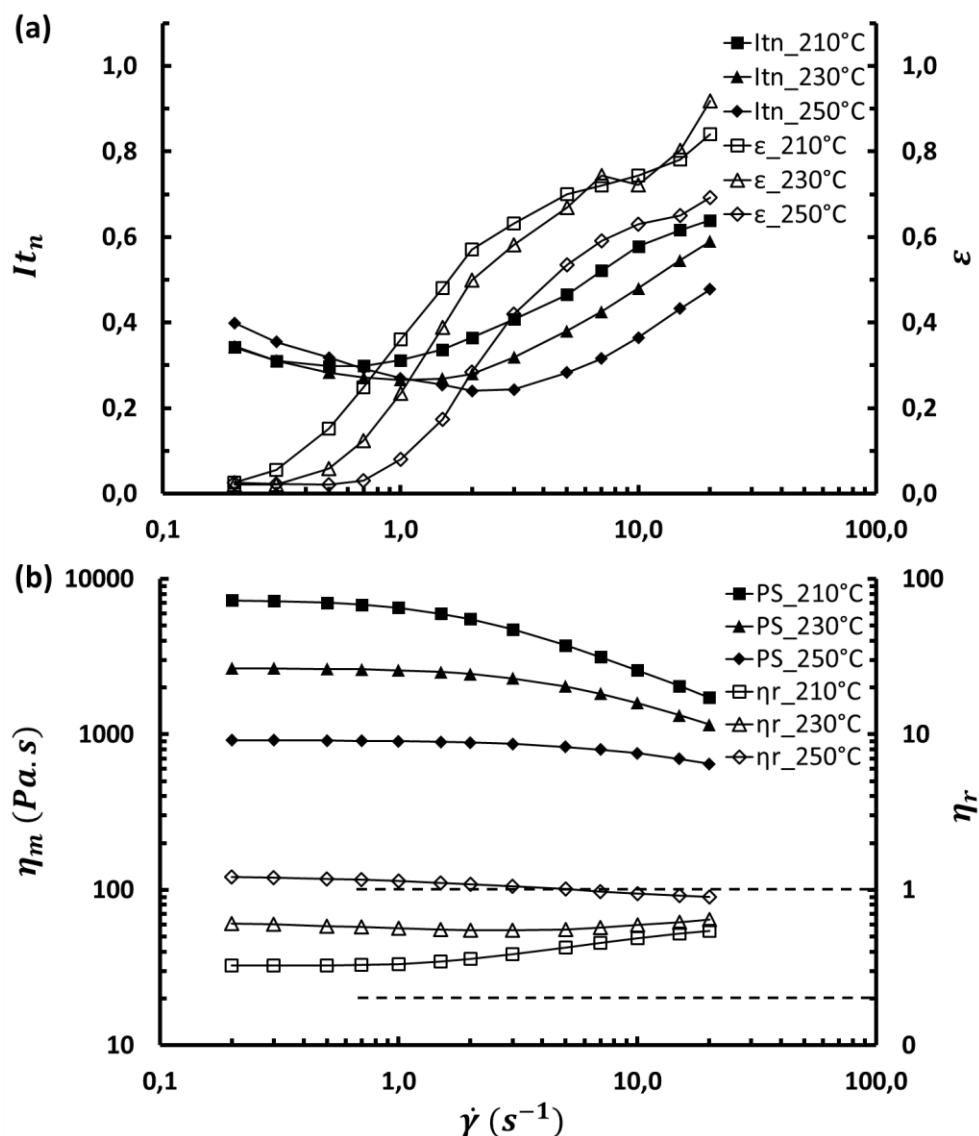 (a)
Itn_210°C
Itn_230°C
Itn_250°C
ε_210°C
ε_230°C
ε_250°C
1,0
0,8
0,6
0,4
0,2
0,0
It_n
1,0
0,8
0,6
0,4
0,2
0,0
ε
0,1
1,0
10,0
100,0
(b)
PS_210°C
PS_230°C
PS_250°C
ηr_210°C
ηr_230°C
ηr_250°C
10000
1000
100
10
η_m (Pa.s)
100
10
1
0
η_r
0,1
1,0
10,0
100,0
γ̇ (s⁻¹)